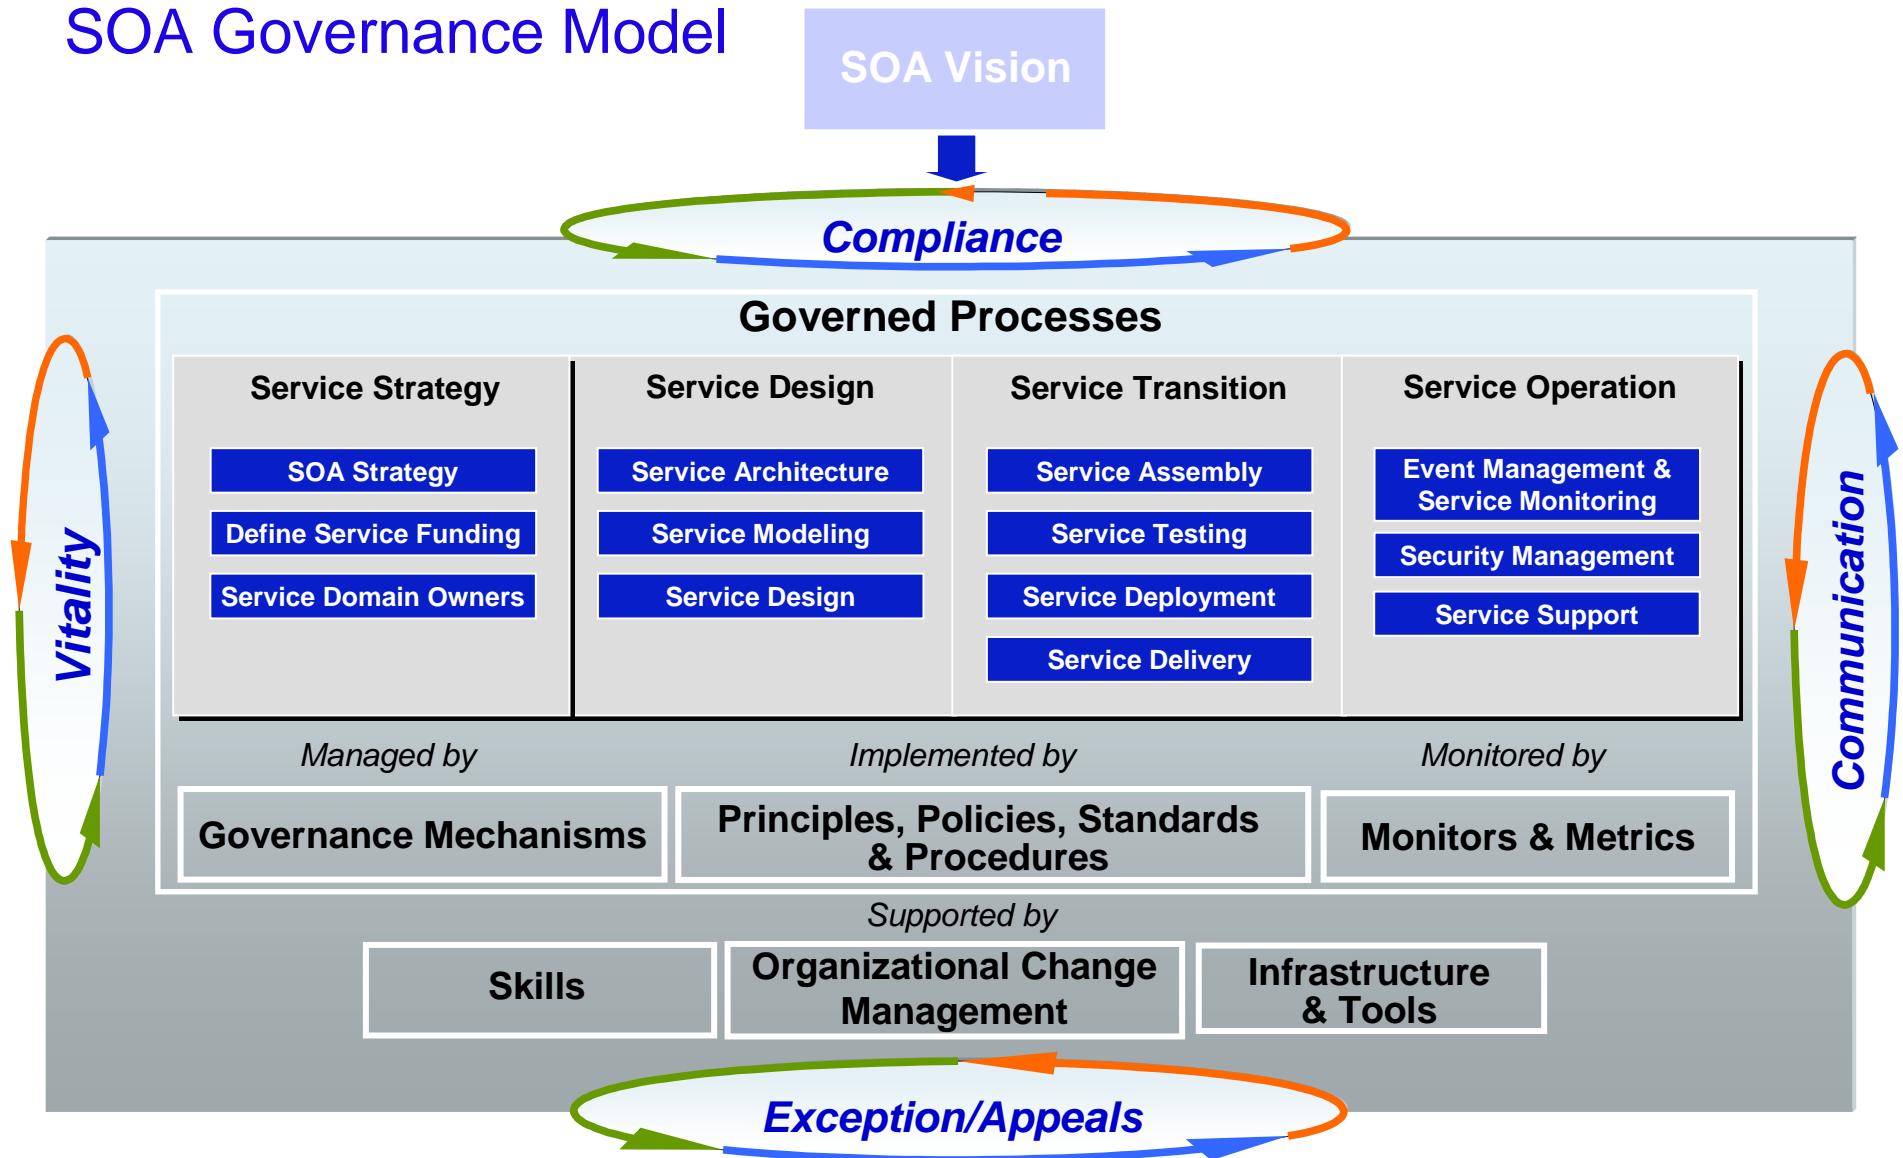 SOA Governance Model
SOA Vision
Compliance
Governed Processes
Service Strategy
SOA Strategy
Define Service Funding
Service Domain Owners
Service Design
Service Architecture
Service Modeling
Service Design
Service Transition
Service Assembly
Service Testing
Service Deployment
Service Delivery
Service Operation
Event Management &
Service Monitoring
Security Management
Service Support
Vitality
Communication
Managed by
Implemented by
Monitored by
Governance Mechanisms
Principles, Policies, Standards
& Procedures
Monitors & Metrics
Supported by
Skills
Organizational Change
Management
Infrastructure
& Tools
Exception/Appeals